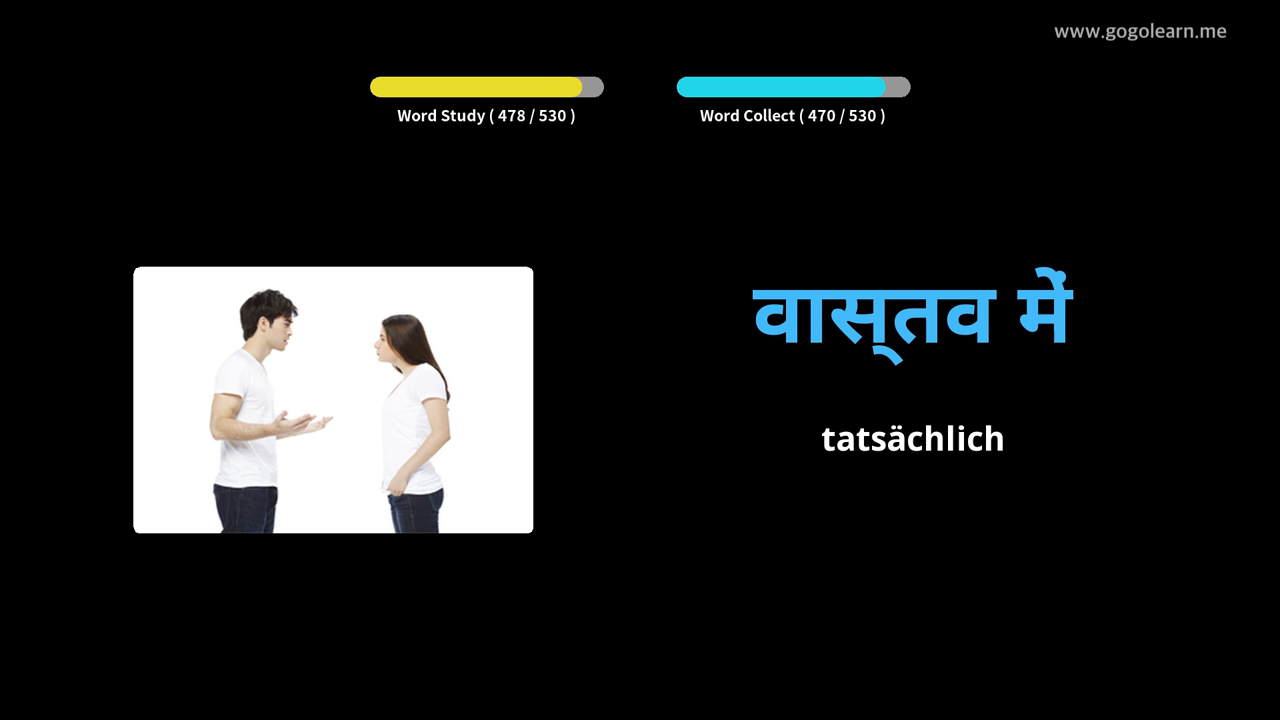 www.gogolearn.me
Word Study ( 478 / 530 )
Word Collect ( 470 / 530 )
वास्तव में
tatsächlich